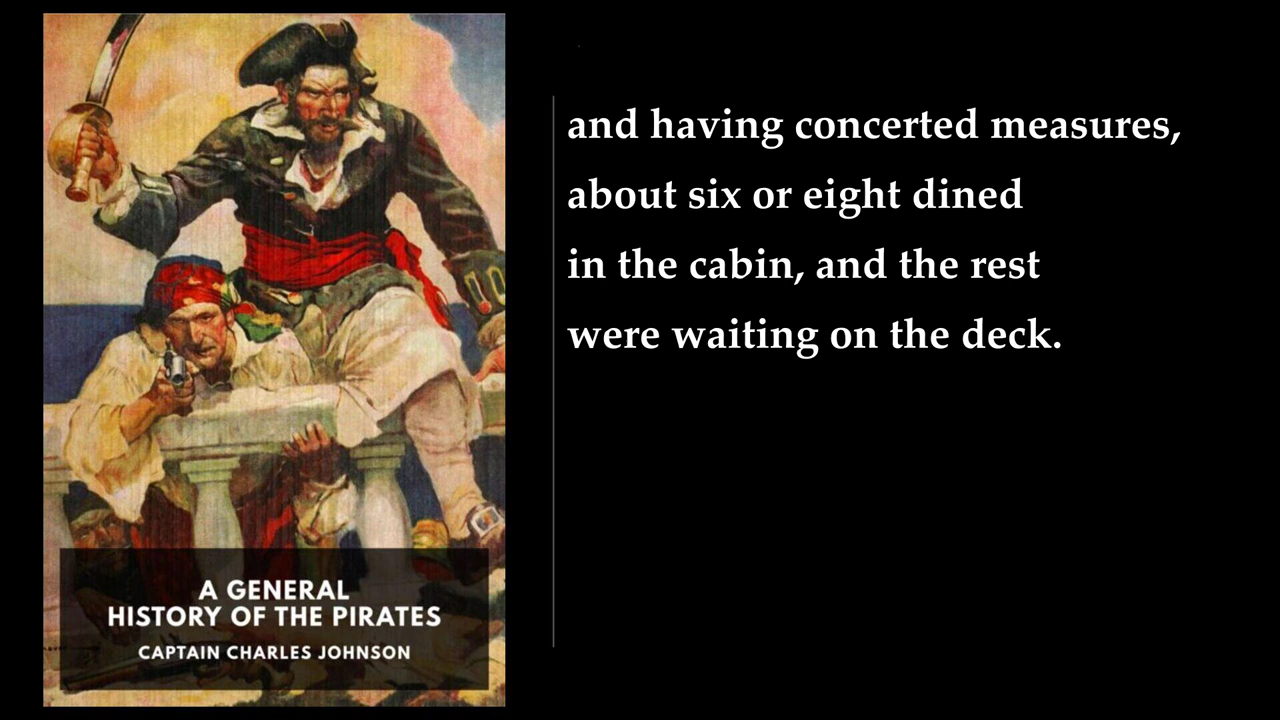 and having concerted measures,
about six or eight dined
in the cabin, and the rest
were waiting on the deck.
A GENERAL
HISTORY OF THE PIRATES
CAPTAIN CHARLES JOHNSON